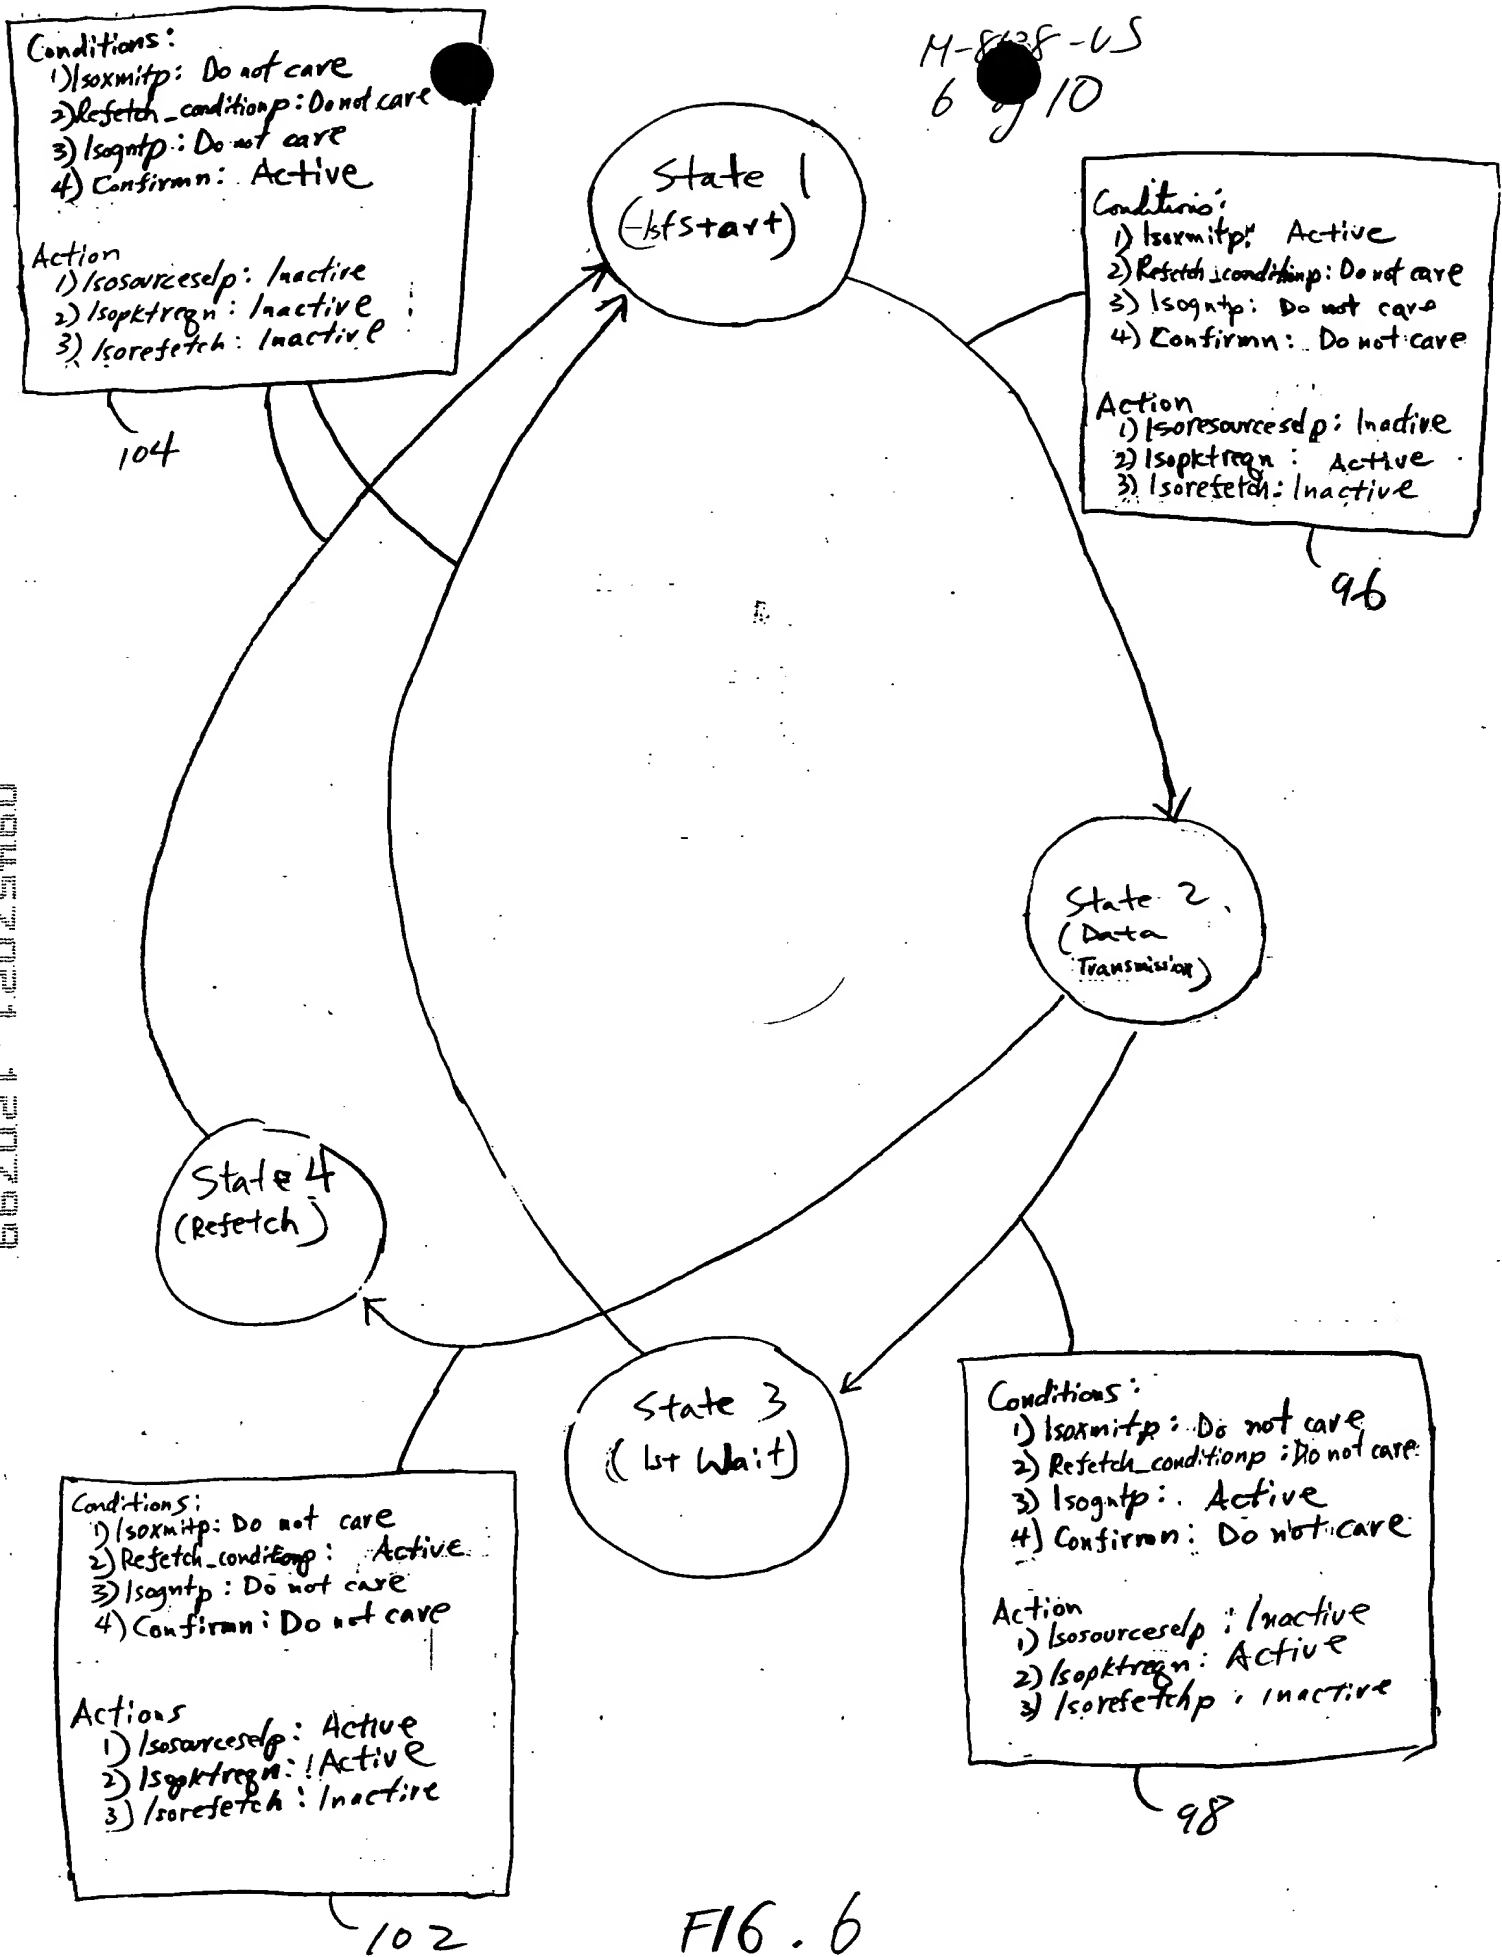 Conditions:
1) Isoxmitp: Do not care
2) Refetch_conditionp: Do not care
3) Isogntp: Do not care
4) Confirmn: Active
Action
1) Isosourceselp: Inactive
2) Isopktreqn: Inactive
3) Isorefetch: Inactive
104
-US
6 of 10
State 1
Start)
Conditions:
1) Isoxmitp: Active
2) Refetch_conditionp: Do not care
3) Isogntp: Do not care
4) Confirmn: Do not care
Action
1) Isoresourceselp: Inactive
2) Isopktreqn: Active
3) Isorefetch: Inactive
96
State 2
(Data
Transmission)
State 4
(Refetch)
State 3
(1st Wait)
Conditions:
1) Isoxmitp: Do not care
2) Refetch_conditionp: Do not care
3) Isogntp: Active
4) Confirmn: Do not care
Action
1) Isosourceselp: Inactive
2) Isopktreqn: Active
3) Isorefetchp: Inactive
98
Conditions:
1) Isoxmitp: Do not care
2) Refetch_conditionp: Active
3) Isogntp: Do not care
4) Confirmn: Do not care
Actions
1) Isosourceselp: Active
2) Isopktreqn: Active
3) Isorefetch: Inactive
102
FIG. 6